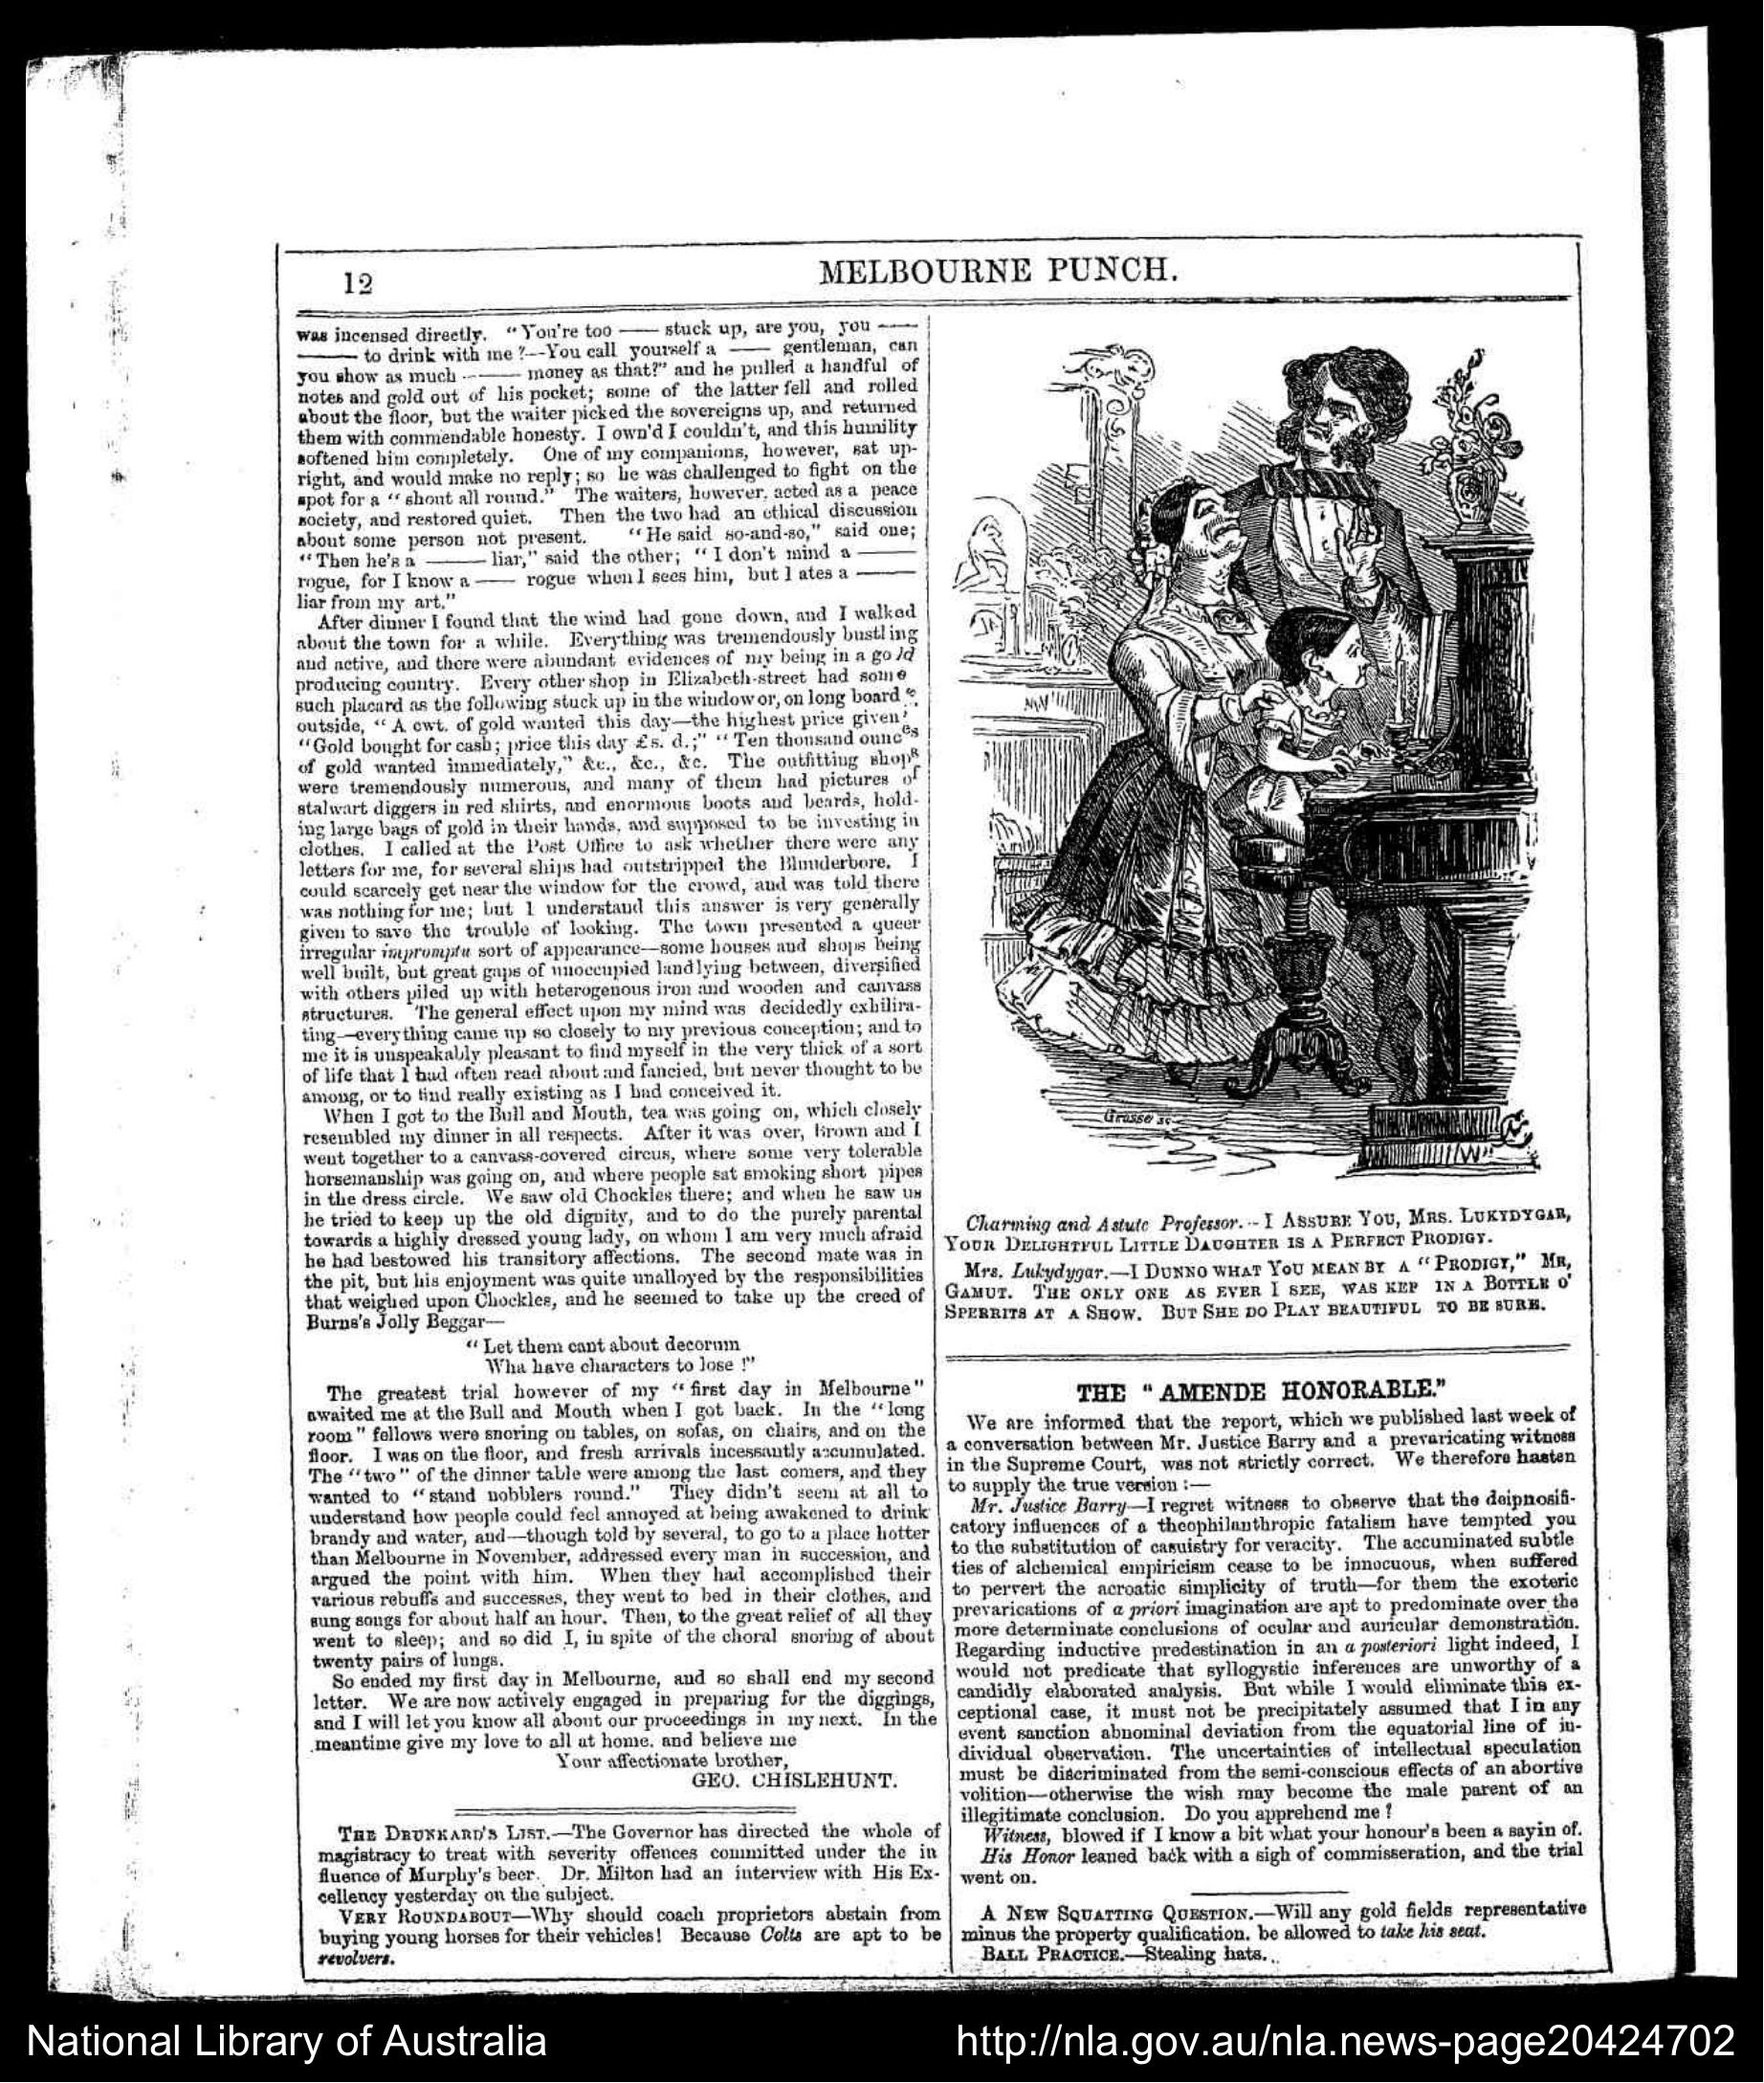 12
MELBOURNE PUNCH.
was incensed directly. "You're too —— stuck up, are you, you ——
—— to drink with me?—You call yourself a —— gentleman, can
you show as much —— money as that?" and he pulled a handful of
notes and gold out of his pocket; some of the latter fell and rolled
about the floor, but the waiter picked the sovereigns up, and returned
them with commendable honesty. I own'd I couldn't, and this humility
softened him completely. One of my companions, however, sat up-
right, and would make no reply; so he was challenged to fight on the
spot for a "shout all round." The waiters, however, acted as a peace
society, and restored quiet. Then the two had an ethical discussion
about some person not present. "He said so-and-so," said one;
"Then he's a —— liar," said the other; "I don't mind a ——
rogue, for I know a —— rogue when I sees him, but I ates a ——
liar from my art."
After dinner I found that the wind had gone down, and I walked
about the town for a while. Everything was tremendously bustling
and active, and there were abundant evidences of my being in a gold
producing country. Every other shop in Elizabeth-street had some
such placard as the following stuck up in the window or, on long boards
outside, "A cwt. of gold wanted this day—the highest price given'
"Gold bought for cash; price this day £ s. d.;" "Ten thousand ounces
of gold wanted immediately," &c., &c., &c. The outfitting shops
were tremendously numerous, and many of them had pictures of
stalwart diggers in red shirts, and enormous boots and beards, hold-
ing large bags of gold in their hands, and supposed to be investing in
clothes. I called at the Post Office to ask whether there were any
letters for me, for several ships had outstripped the Blunderbore. I
could scarcely get near the window for the crowd, and was told there
was nothing for me; but I understand this answer is very generally
given to save the trouble of looking. The town presented a queer
irregular impromptu sort of appearance—some houses and shops being
well built, but great gaps of unoccupied land lying between, diversified
with others piled up with heterogenous iron and wooden and canvass
structures. The general effect upon my mind was decidedly exhilira-
ting—everything came up so closely to my previous conception; and to
me it is unspeakably pleasant to find myself in the very thick of a sort
of life that I had often read about and fancied, but never thought to be
among, or to find really existing as I had conceived it.
When I got to the Bull and Mouth, tea was going on, which closely
resembled my dinner in all respects. After it was over, Brown and I
went together to a canvass-covered circus, where some very tolerable
horsemanship was going on, and where people sat smoking short pipes
in the dress circle. We saw old Chockles there; and when he saw us
he tried to keep up the old dignity, and to do the purely parental
towards a highly dressed young lady, on whom I am very much afraid
he had bestowed his transitory affections. The second mate was in
the pit, but his enjoyment was quite unalloyed by the responsibilities
that weighed upon Chockles, and he seemed to take up the creed of
Burns's Jolly Beggar—
"Let them cant about decorum
Wha have characters to lose!"
The greatest trial however of my "first day in Melbourne"
awaited me at the Bull and Mouth when I got back. In the "long
room" fellows were snoring on tables, on sofas, on chairs, and on the
floor. I was on the floor, and fresh arrivals incessantly accumulated.
The "two" of the dinner table were among the last comers, and they
wanted to "stand nobblers round." They didn't seem at all to
understand how people could feel annoyed at being awakened to drink
brandy and water, and—though told by several, to go to a place hotter
than Melbourne in November, addressed every man in succession, and
argued the point with him. When they had accomplished their
various rebuffs and successes, they went to bed in their clothes, and
sung songs for about half an hour. Then, to the great relief of all they
went to sleep; and so did I, in spite of the choral snoring of about
twenty pairs of lungs.
So ended my first day in Melbourne, and so shall end my second
letter. We are now actively engaged in preparing for the diggings,
and I will let you know all about our proceedings in my next. In the
meantime give my love to all at home, and believe me
Your affectionate brother,
GEO. CHISLEHUNT.
THE DRUNKARD'S LIST.—The Governor has directed the whole of
magistracy to treat with severity offences committed under the in
fluence of Murphy's beer. Dr. Milton had an interview with His Ex-
cellency yesterday on the subject.
VERY ROUNDABOUT—Why should coach proprietors abstain from
buying young horses for their vehicles! Because Colts are apt to be
revolvers.
Grosse sc
Charming and Astute Professor.—I ASSURE YOU, MRS. LUKYDYGAR,
YOUR DELIGHTFUL LITTLE DAUGHTER IS A PERFECT PRODIGY.
Mrs. Lukydygar.—I DUNNO WHAT YOU MEAN BY A "PRODIGY," MR,
GAMUT. THE ONLY ONE AS EVER I SEE, WAS KEP IN A BOTTLE O'
SPERRITS AT A SHOW. BUT SHE DO PLAY BEAUTIFUL TO BE SURE.
THE "AMENDE HONORABLE."
We are informed that the report, which we published last week of
a conversation between Mr. Justice Barry and a prevaricating witness
in the Supreme Court, was not strictly correct. We therefore hasten
to supply the true version:—
Mr. Justice Barry—I regret witness to observe that the deipnosifi-
catory influences of a theophilanthropic fatalism have tempted you
to the substitution of casuistry for veracity. The accuminated subtle
ties of alchemical empiricism cease to be innocuous, when suffered
to pervert the acroatic simplicity of truth—for them the exoteric
prevarications of a priori imagination are apt to predominate over the
more determinate conclusions of ocular and auricular demonstration.
Regarding inductive predestination in an a posteriori light indeed, I
would not predicate that syllogystic inferences are unworthy of a
candidly elaborated analysis. But while I would eliminate this ex-
ceptional case, it must not be precipitately assumed that I in any
event sanction abnominal deviation from the equatorial line of in-
dividual observation. The uncertainties of intellectual speculation
must be discriminated from the semi-conscious effects of an abortive
volition—otherwise the wish may become the male parent of an
illegitimate conclusion. Do you apprehend me?
Witness, blowed if I know a bit what your honour's been a sayin of.
His Honor leaned back with a sigh of commisseration, and the trial
went on.
A NEW SQUATTING QUESTION.—Will any gold fields representative
minus the property qualification, be allowed to take his seat.
BALL PRACTICE.—Stealing hats.
National Library of Australia
http://nla.gov.au/nla.news-page20424702